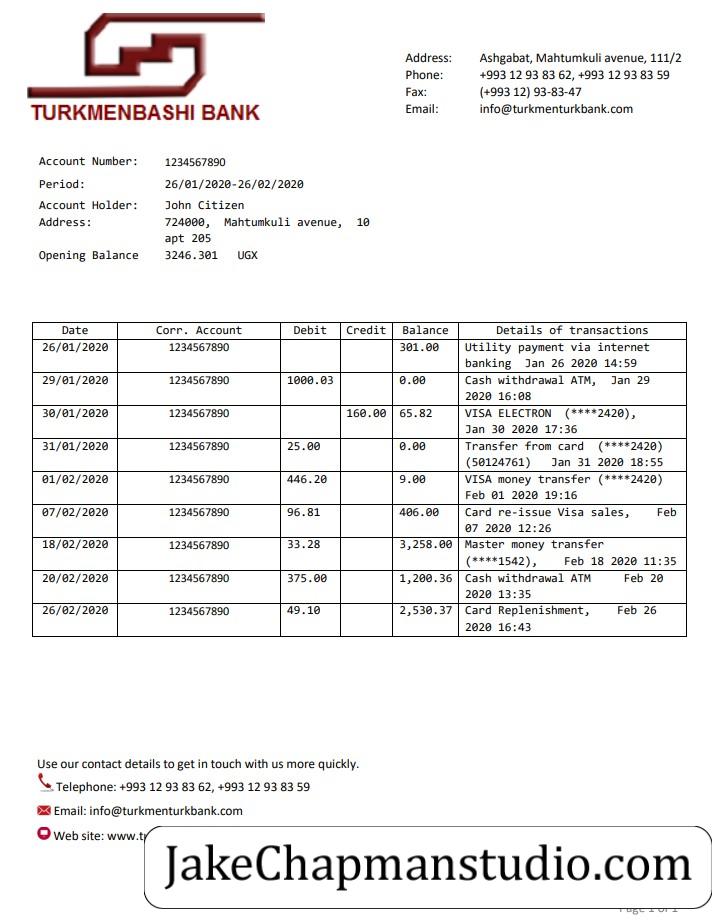 TURKMENBASHI BANK
Address: Ashgabat, Mahtumkuli avenue, 111/2
Phone: +993 12 93 83 62, +993 12 93 83 59
Fax: (+993 12) 93-83-47
Email: info@turkmenturkbank.com
Account Number: 1234567890
Period: 26/01/2020-26/02/2020
Account Holder: John Citizen
Address: 724000, Mahtumkuli avenue, 10
apt 205
Opening Balance 3246.301 UGX
Date Corr. Account Debit Credit Balance Details of transactions
26/01/2020 1234567890 301.00 Utility payment via internet
banking Jan 26 2020 14:59
29/01/2020 1234567890 1000.03 0.00 Cash withdrawal ATM, Jan 29
2020 16:08
30/01/2020 1234567890 160.00 65.82 VISA ELECTRON (****2420),
Jan 30 2020 17:36
31/01/2020 1234567890 25.00 0.00 Transfer from card (****2420)
(50124761) Jan 31 2020 18:55
01/02/2020 1234567890 446.20 9.00 VISA money transfer (****2420)
Feb 01 2020 19:16
07/02/2020 1234567890 96.81 406.00 Card re-issue Visa sales, Feb
07 2020 12:26
18/02/2020 1234567890 33.28 3,258.00 Master money transfer
(****1542), Feb 18 2020 11:35
20/02/2020 1234567890 375.00 1,200.36 Cash withdrawal ATM Feb 20
2020 13:35
26/02/2020 1234567890 49.10 2,530.37 Card Replenishment, Feb 26
2020 16:43
Use our contact details to get in touch with us more quickly.
Telephone: +993 12 93 83 62, +993 12 93 83 59
Email: info@turkmenturkbank.com
Web site: www.t
JakeChapmanstudio.com